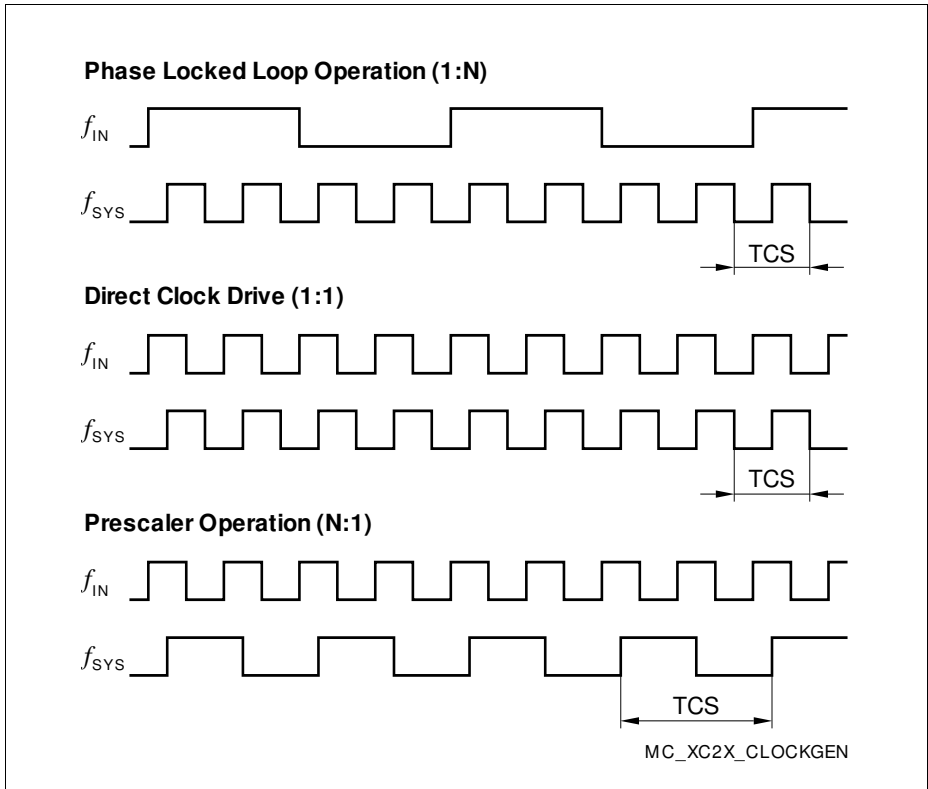 Phase Locked Loop Operation (1:N)
fIN
fSYS
TCS
Direct Clock Drive (1:1)
fIN
fSYS
TCS
Prescaler Operation (N:1)
fIN
fSYS
TCS
MC_XC2X_CLOCKGEN